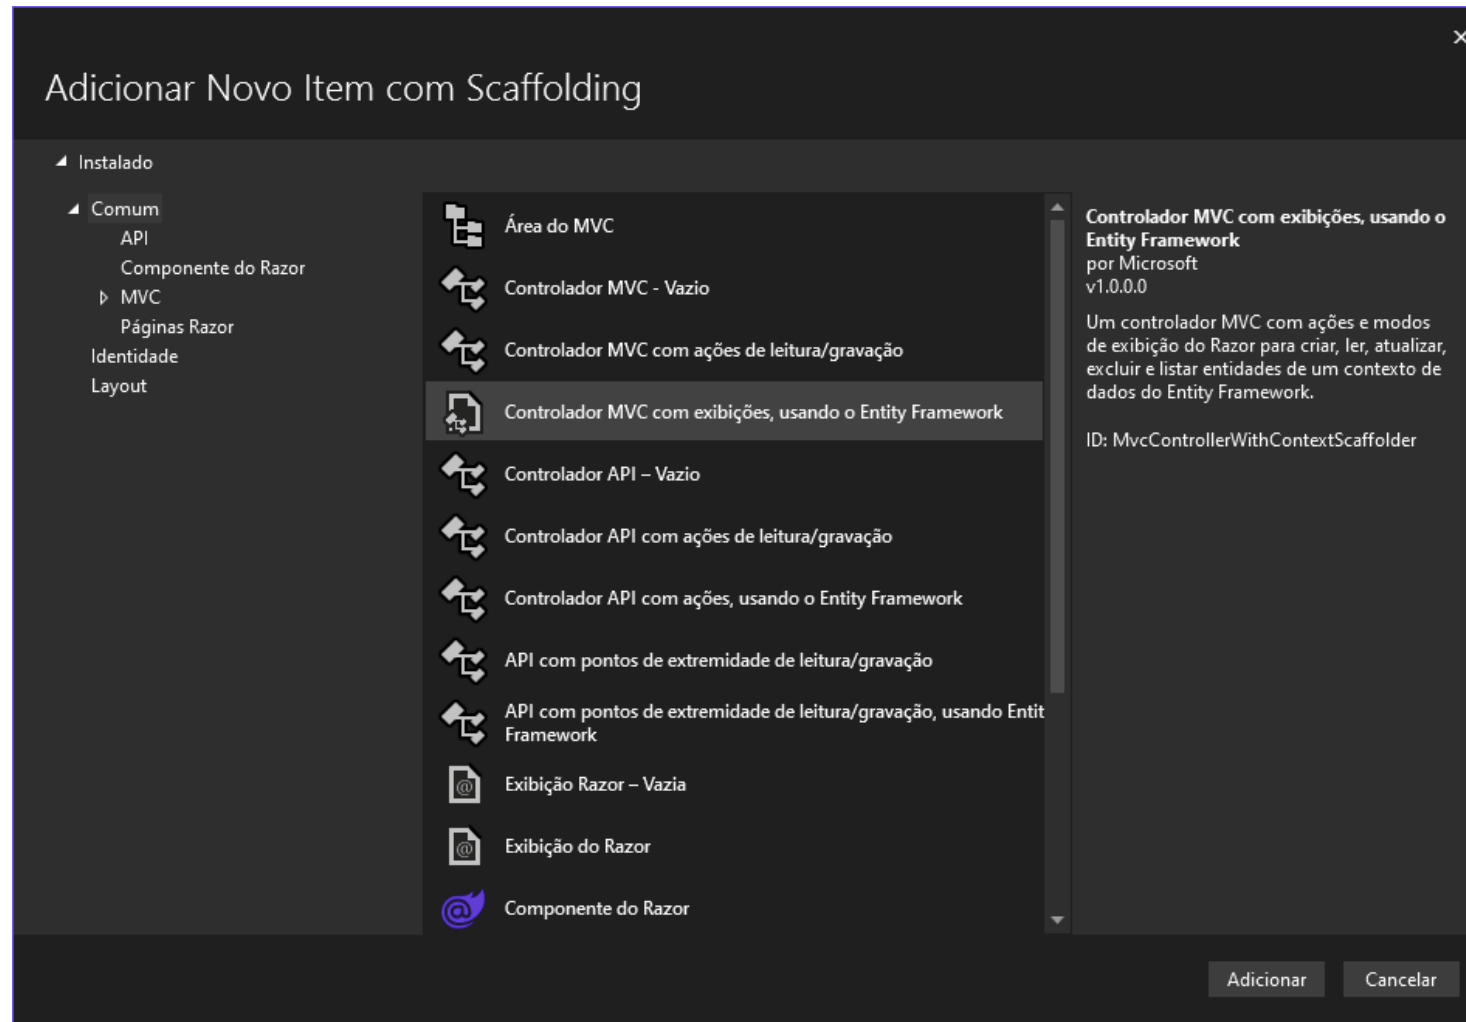 Adicionar Novo Item com Scaffolding
Instalado
Comum
API
Componente do Razor
MVC
Páginas Razor
Identidade
Layout
Área do MVC
Controlador MVC - Vazio
Controlador MVC com ações de leitura/gravação
Controlador MVC com exibições, usando o Entity Framework
Controlador API – Vazio
Controlador API com ações de leitura/gravação
Controlador API com ações, usando o Entity Framework
API com pontos de extremidade de leitura/gravação
API com pontos de extremidade de leitura/gravação, usando Entit
Framework
Exibição Razor – Vazia
Exibição do Razor
Componente do Razor
Controlador MVC com exibições, usando o
Entity Framework
por Microsoft
v1.0.0.0
Um controlador MVC com ações e modos
de exibição do Razor para criar, ler, atualizar,
excluir e listar entidades de um contexto de
dados do Entity Framework.
ID: MvcControllerWithContextScaffolder
Adicionar
Cancelar